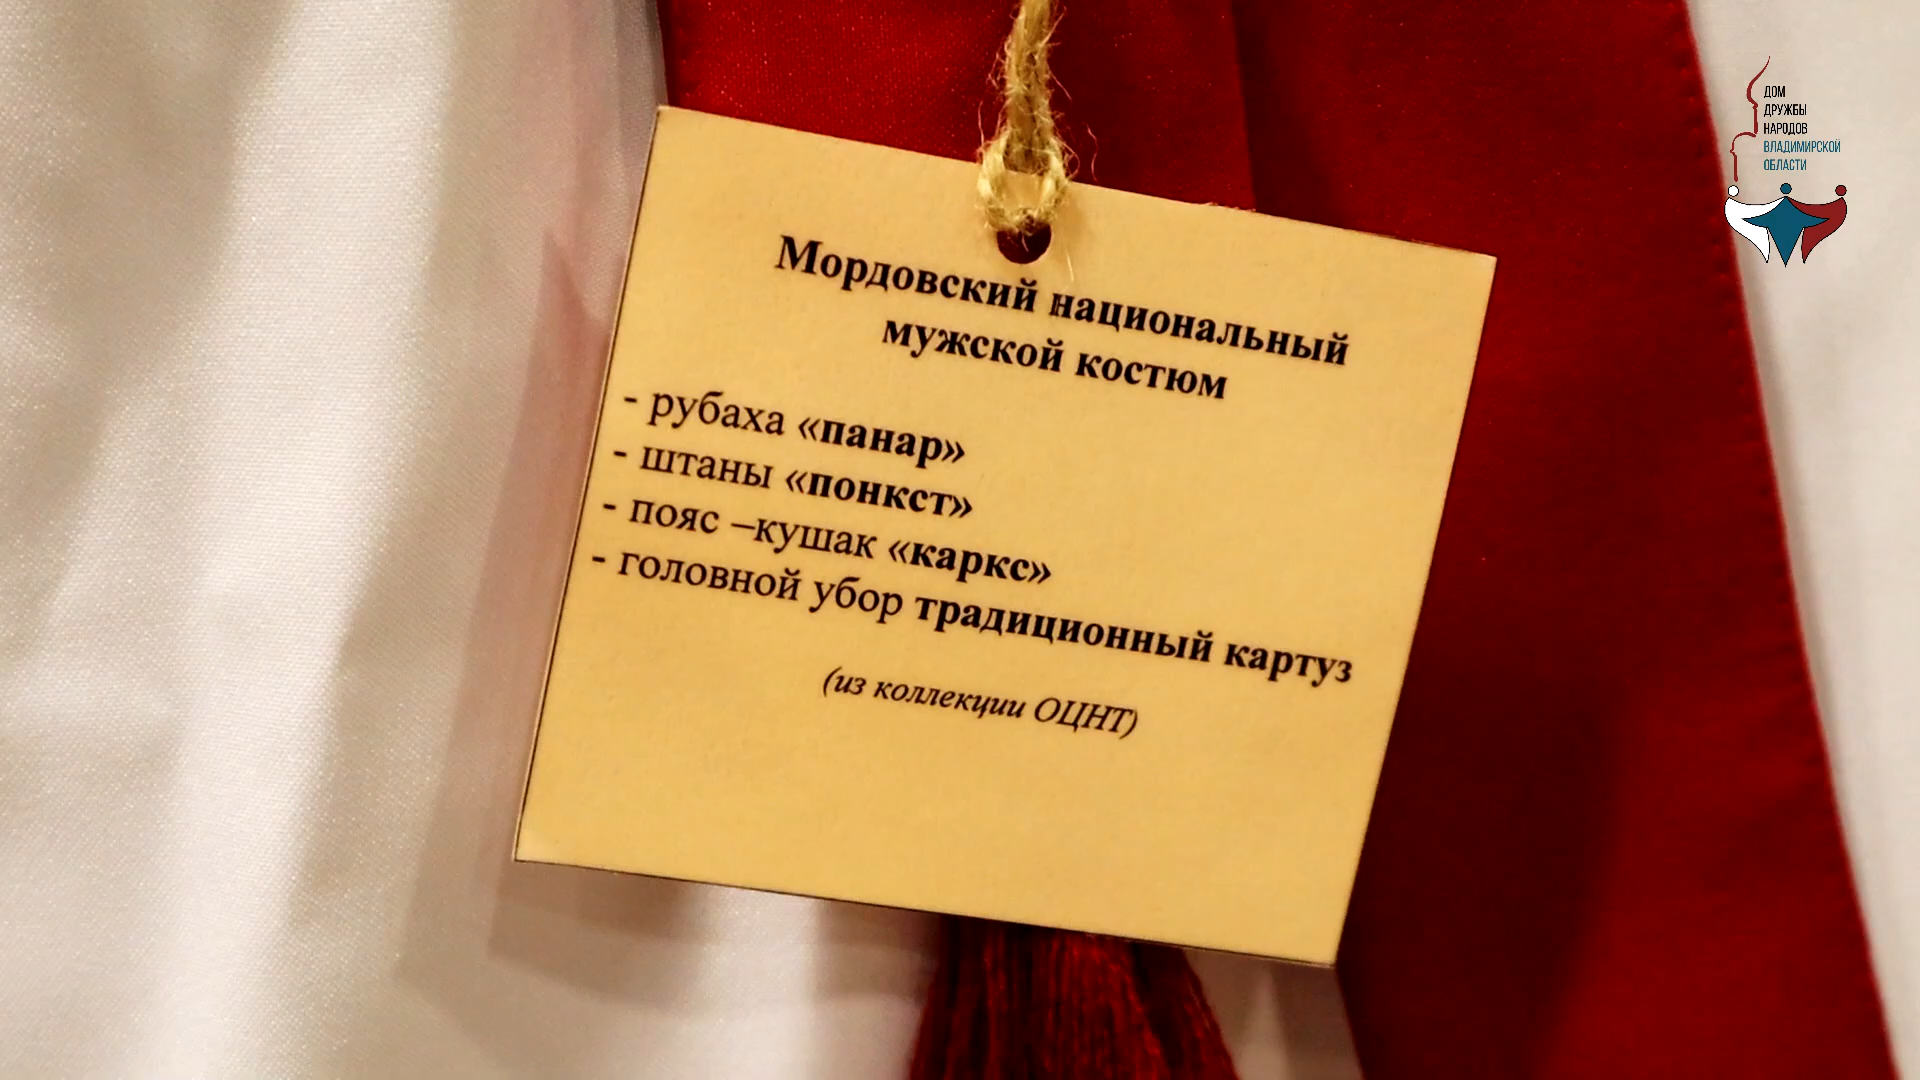 Мордовский национальный
мужской костюм
- рубаха «панар»
- штаны «понкст»
- пояс –кушак «каркс»
- головной убор традиционный картуз
(из коллекции ОЦНТ)
ДОМ
ДРУЖБЫ
НАРОДОВ
ВЛАДИМИРСКОЙ
ОБЛАСТИ